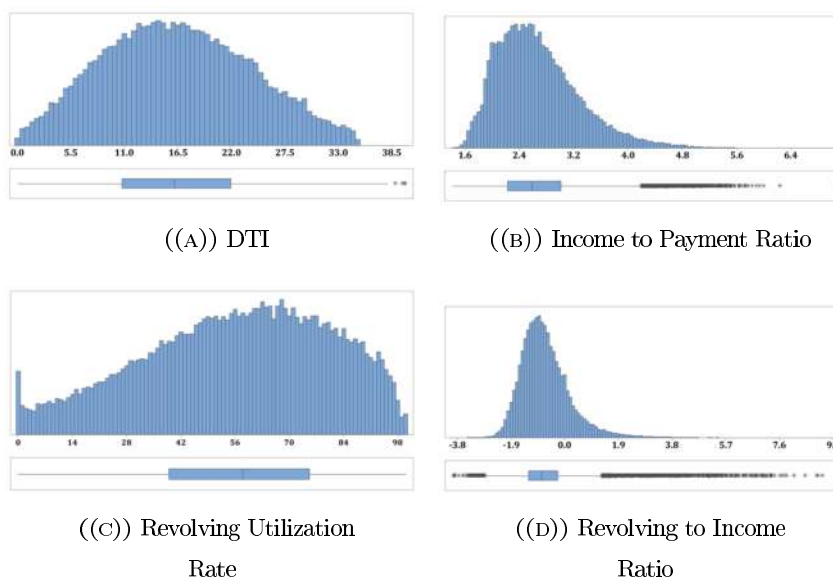 0.0 5.5 11.0 16.5 22.0 27.5 33.0 38.5
1.6 2.4 3.2 4.0 4.8 5.6 6.4
((A)) DTI
((B)) Income to Payment Ratio
0 14 28 42 56 70 84 98
-3.8 -1.9 0.0 1.9 3.8 5.7 7.6
((C)) Revolving Utilization
Rate
((D)) Revolving to Income
Ratio